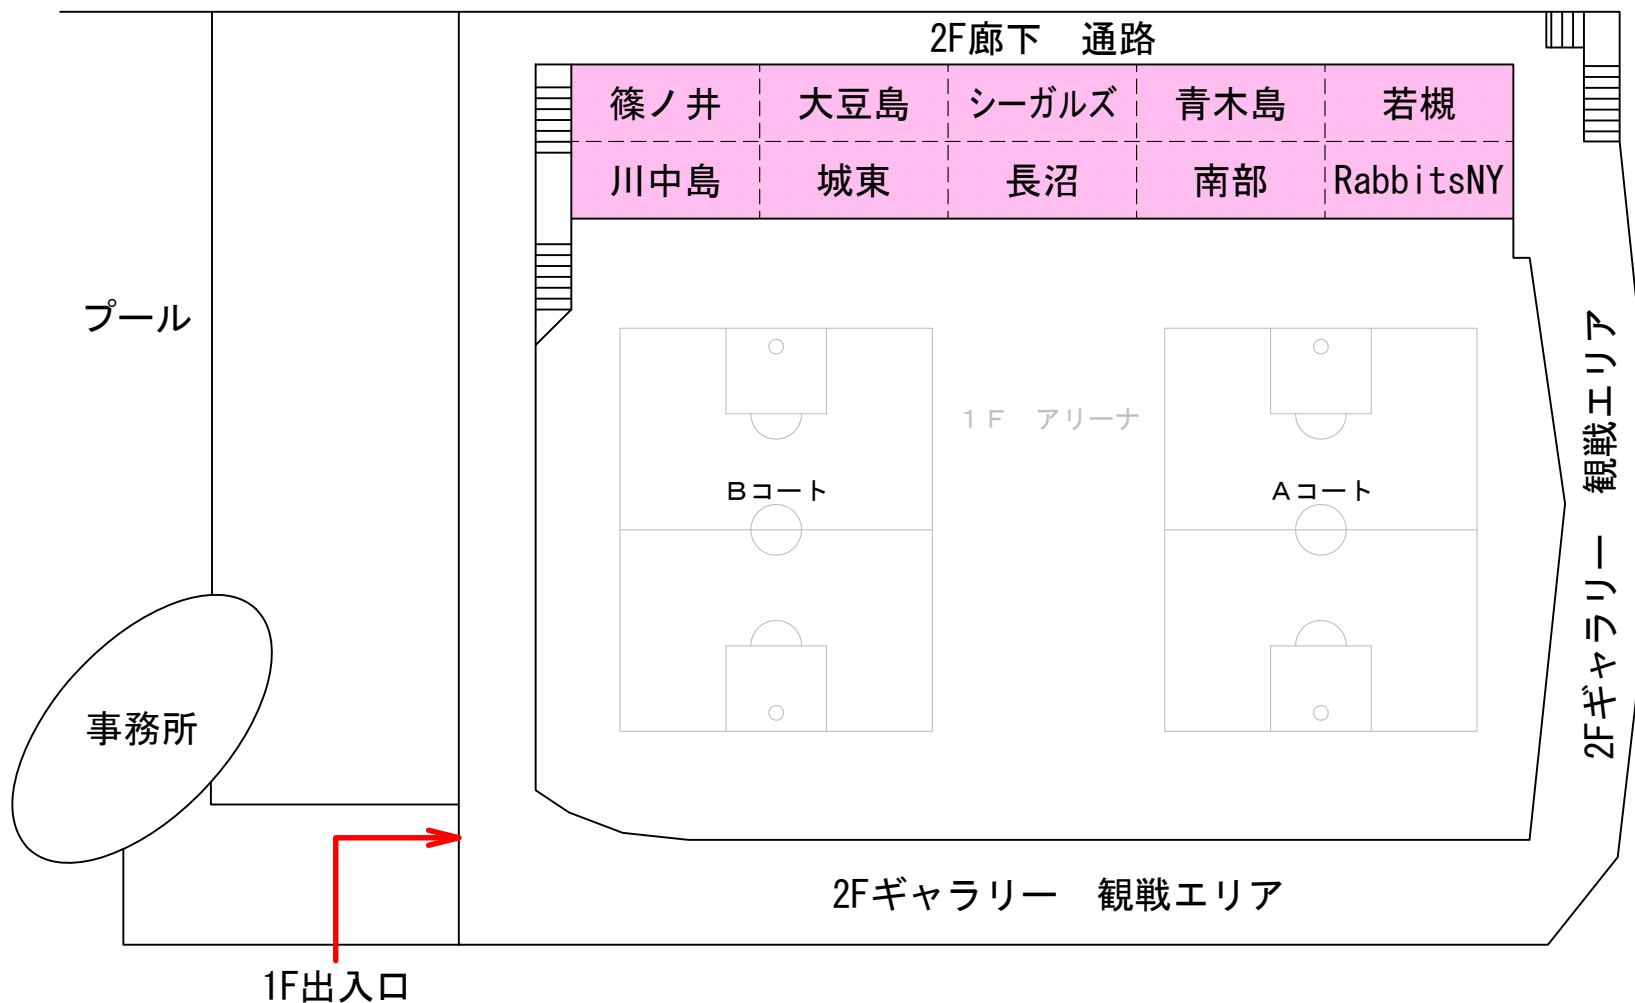 2F廊下　通路
篠ノ井
大豆島
シーガルズ
青木島
若槻
川中島
城東
長沼
南部
RabbitsNY
プール
１Ｆ　アリーナ
Ｂコート
Ａコート
2Fギャラリー　観戦エリア
事務所
2Fギャラリー　観戦エリア
1F出入口